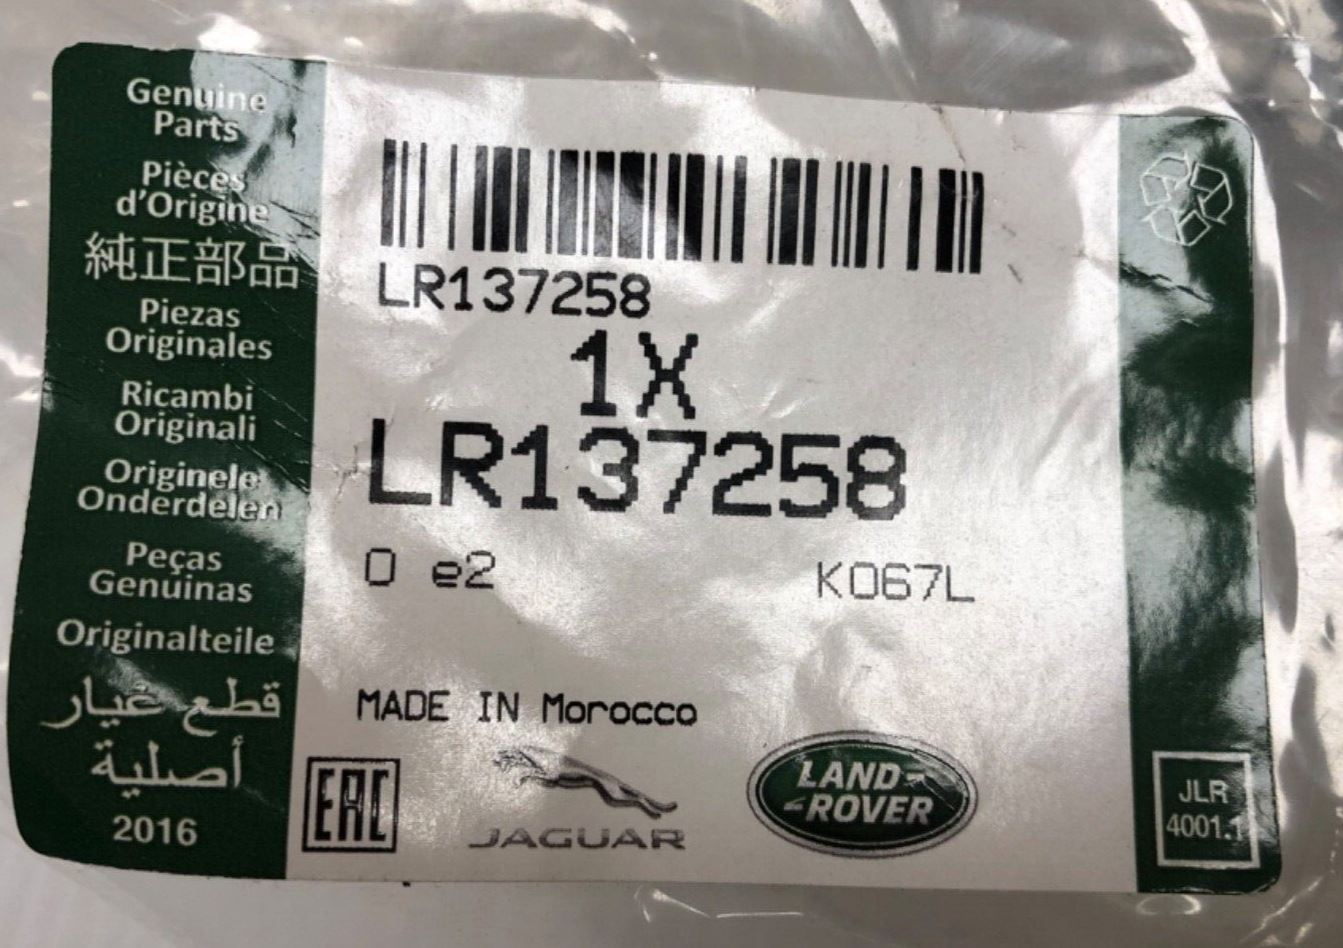 Genuine
Parts
Pièces
d'Origine
純正部品
Piezas
Originales
Ricambi
Originali
Originele
Onderdelen
Peças
Genuinas
Originalteile
قطع غيار
أصلية
2016
LR137258
1X
LR137258
0 e2 K067L
MADE IN Morocco
EAC
JAGUAR
LAND-
-ROVER
JLR
4001.1